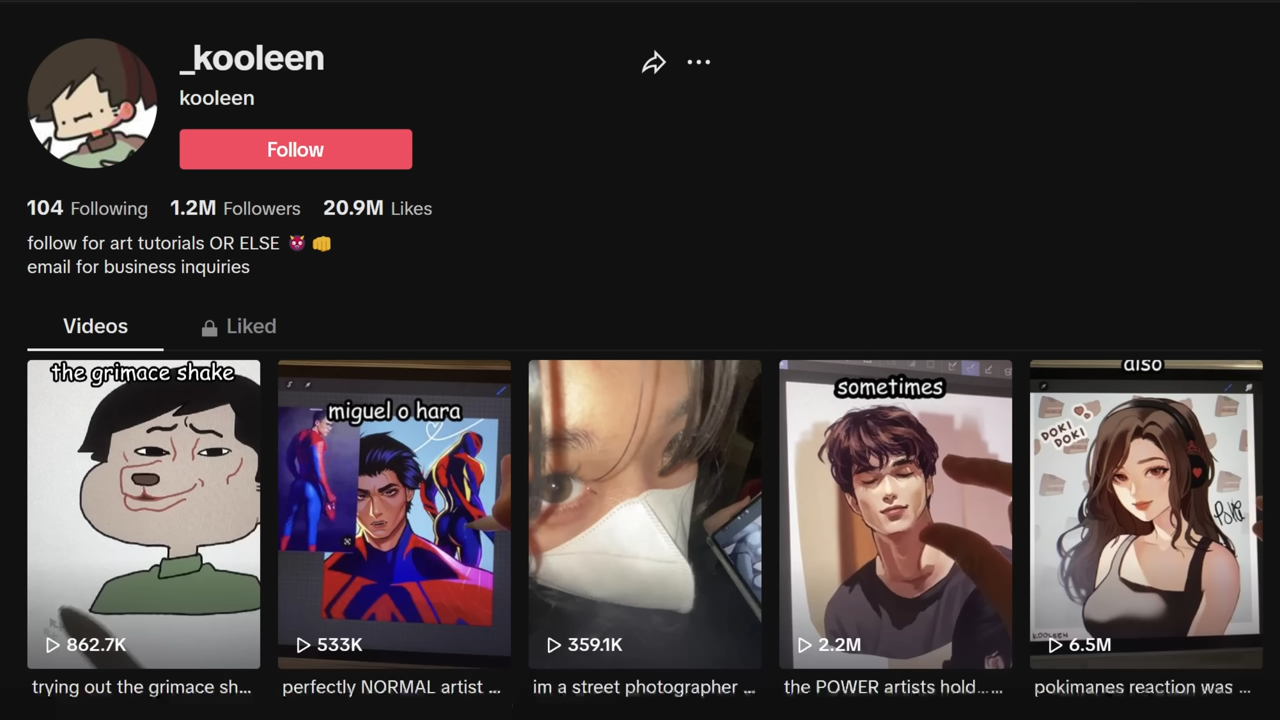 _kooleen
kooleen
Follow
104 Following 1.2M Followers 20.9M Likes
follow for art tutorials OR ELSE 👿 👊
email for business inquiries
Videos
Liked
the grimace shake
862.7K
trying out the grimace sh...
miguel o hara
533K
perfectly NORMAL artist ...
359.1K
im a street photographer ...
sometimes
2.2M
the POWER artists hold... ...
also
DOKI
DOKI
Poki
KOOLEEN
6.5M
pokimanes reaction was ...